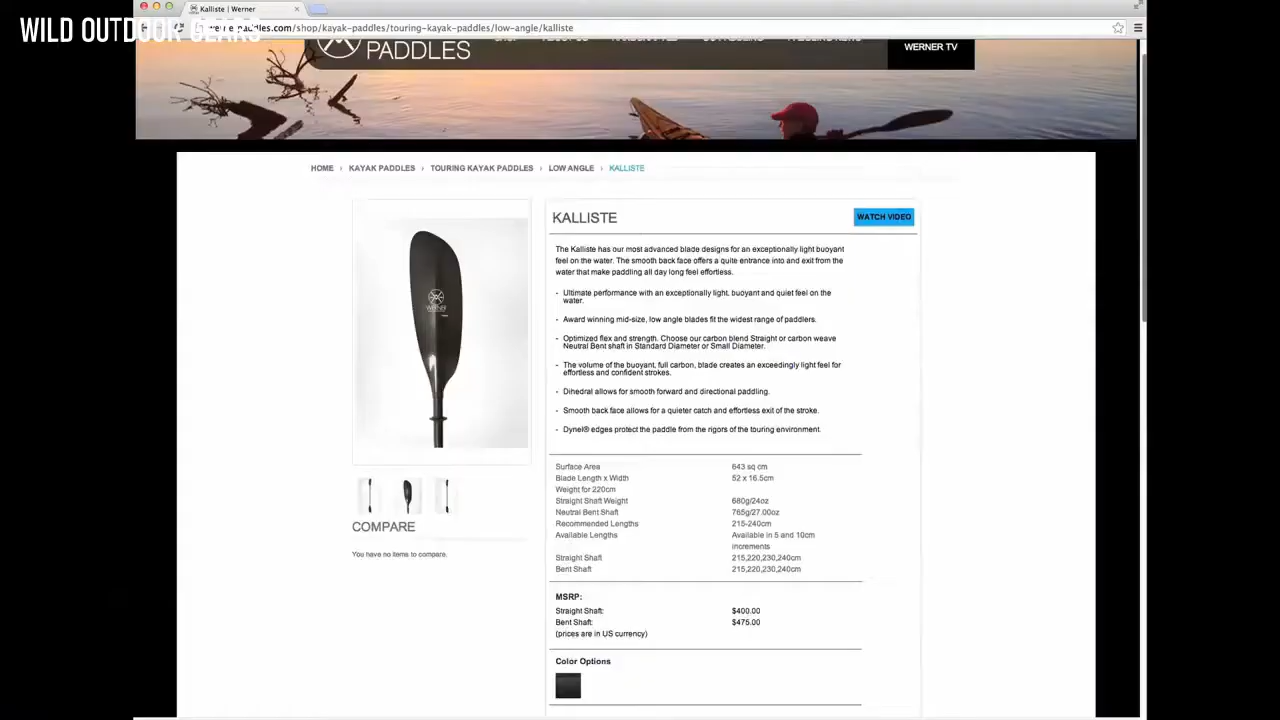 Kalliste | Werner
WILD OUTDOOR GEARS
paddles.com/shop/kayak-paddles/touring-kayak-paddles/low-angle/kalliste
PADDLES
WERNER TV
HOME › KAYAK PADDLES › TOURING KAYAK PADDLES › LOW ANGLE › KALLISTE
KALLISTE
WATCH VIDEO
The Kalliste has our most advanced blade designs for an exceptionally light buoyant
feel on the water. The smooth back face offers a quite entrance into and exit from the
water that make paddling all day long feel effortless.
- Ultimate performance with an exceptionally light, buoyant and quiet feel on the
water.
- Award winning mid-size, low angle blades fit the widest range of paddlers.
- Optimized flex and strength. Choose our carbon blend Straight or carbon weave
Neutral Bent shaft in Standard Diameter or Small Diameter.
- The volume of the buoyant, full carbon, blade creates an exceedingly light feel for
effortless and confident strokes.
- Dihedral allows for smooth forward and directional paddling.
- Smooth back face allows for a quieter catch and effortless exit of the stroke.
- Dynel® edges protect the paddle from the rigors of the touring environment.
WERNER
COMPARE
You have no items to compare.
Surface Area 643 sq cm
Blade Length x Width 52 x 16.5cm
Weight for 220cm
Straight Shaft Weight 680g/24oz
Neutral Bent Shaft 765g/27.00oz
Recommended Lengths 215-240cm
Available Lengths Available in 5 and 10cm
increments
Straight Shaft 215,220,230,240cm
Bent Shaft 215,220,230,240cm
MSRP:
Straight Shaft: $400.00
Bent Shaft: $475.00
(prices are in US currency)
Color Options